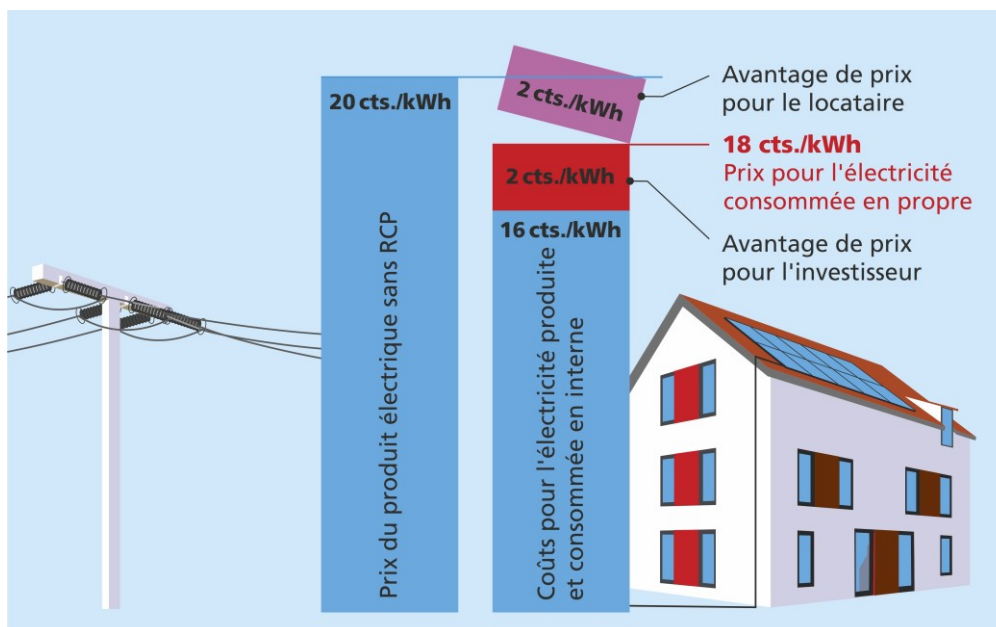 20 cts./kWh
Prix du produit électrique sans RCP
2 cts./kWh
2 cts./kWh
16 cts./kWh
Coûts pour l'électricité produite
et consommée en interne
Avantage de prix
pour le locataire
18 cts./kWh
Prix pour l'électricité
consommée en propre
Avantage de prix
pour l'investisseur